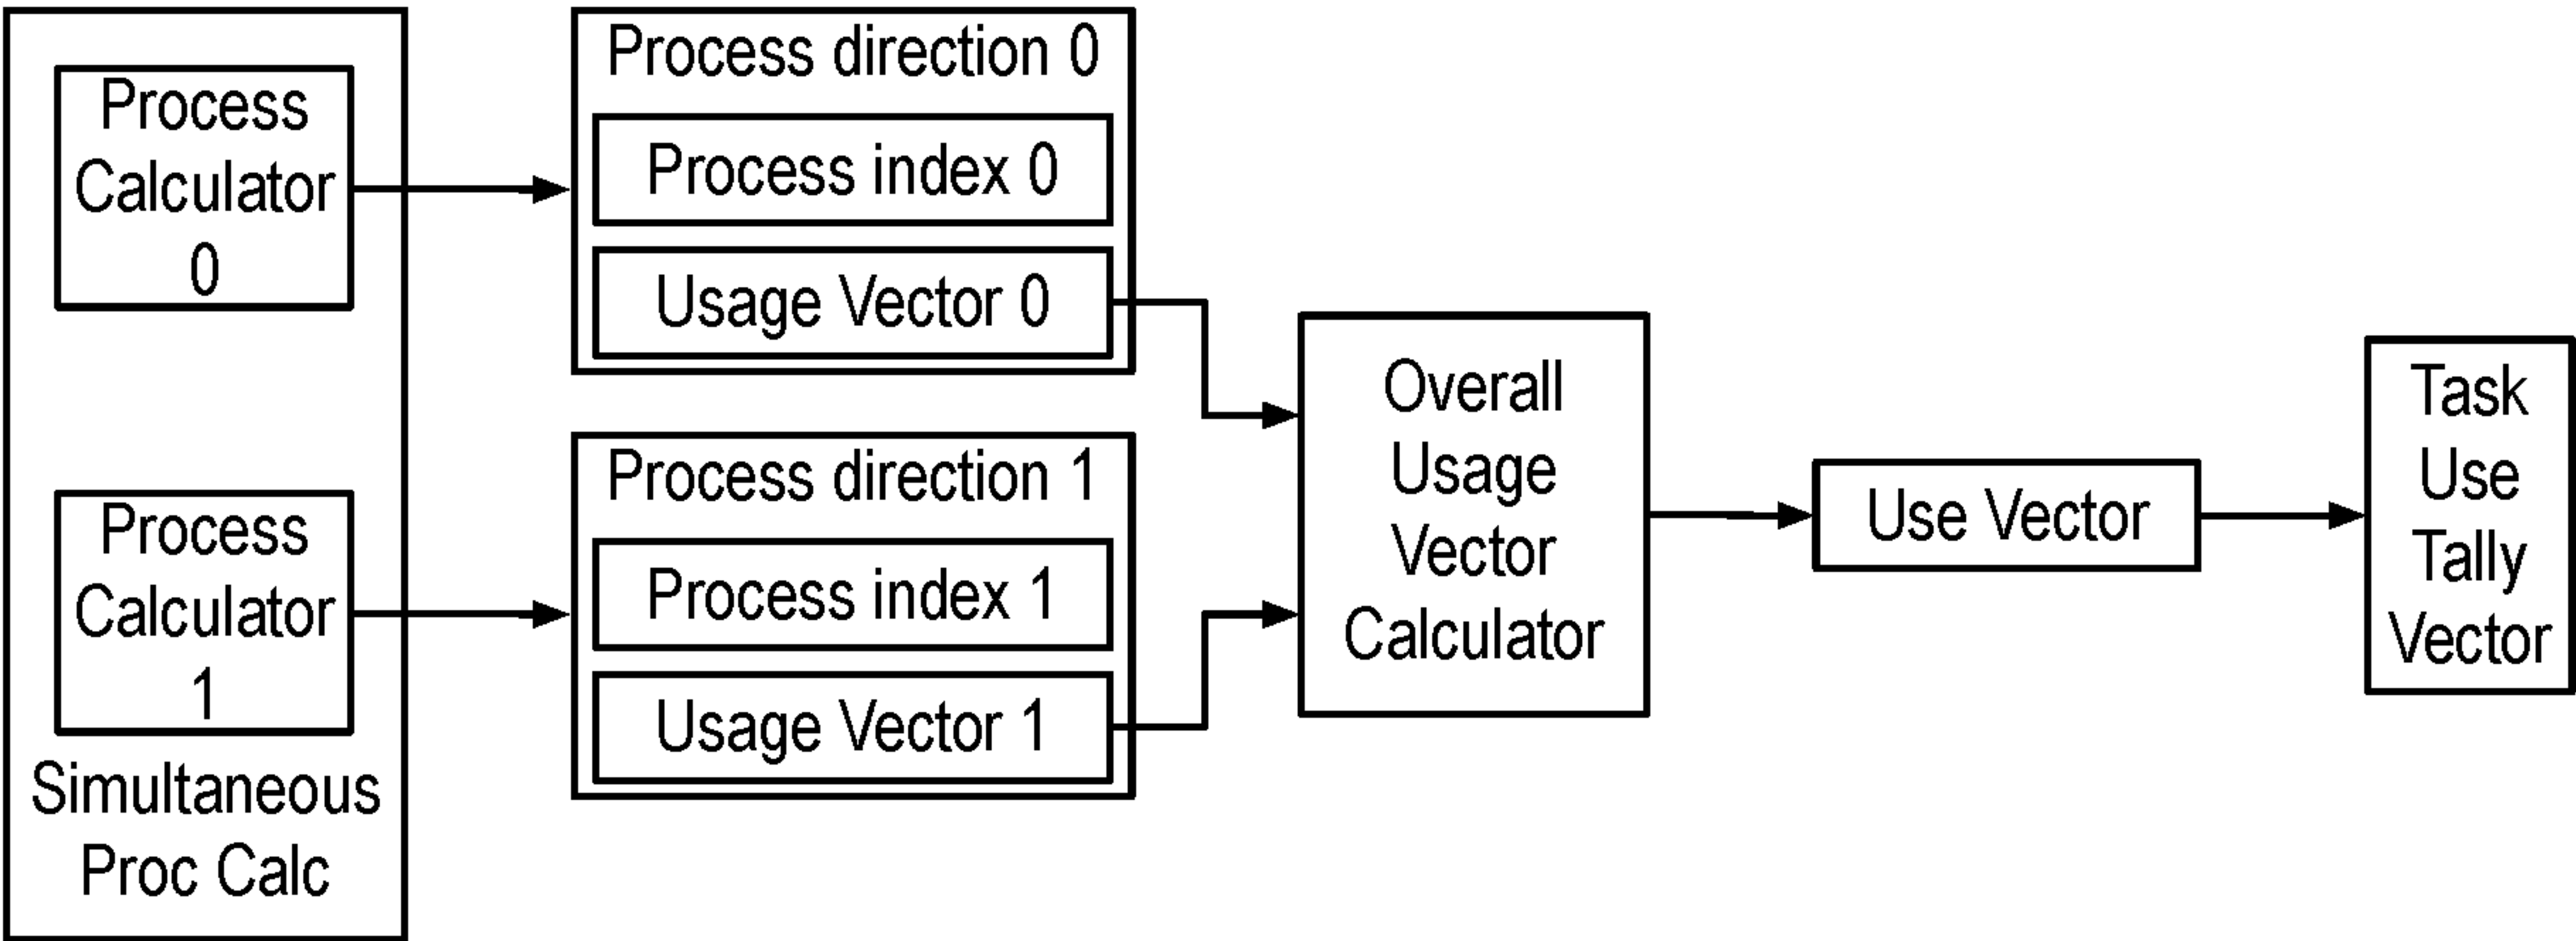 Process
Calculator
0
Process
Calculator
1
Simultaneous
Proc Calc
Process direction 0
Process index 0
Usage Vector 0
Process direction 1
Process index 1
Usage Vector 1
Overall
Usage
Vector
Calculator
Use Vector
Task
Use
Tally
Vector